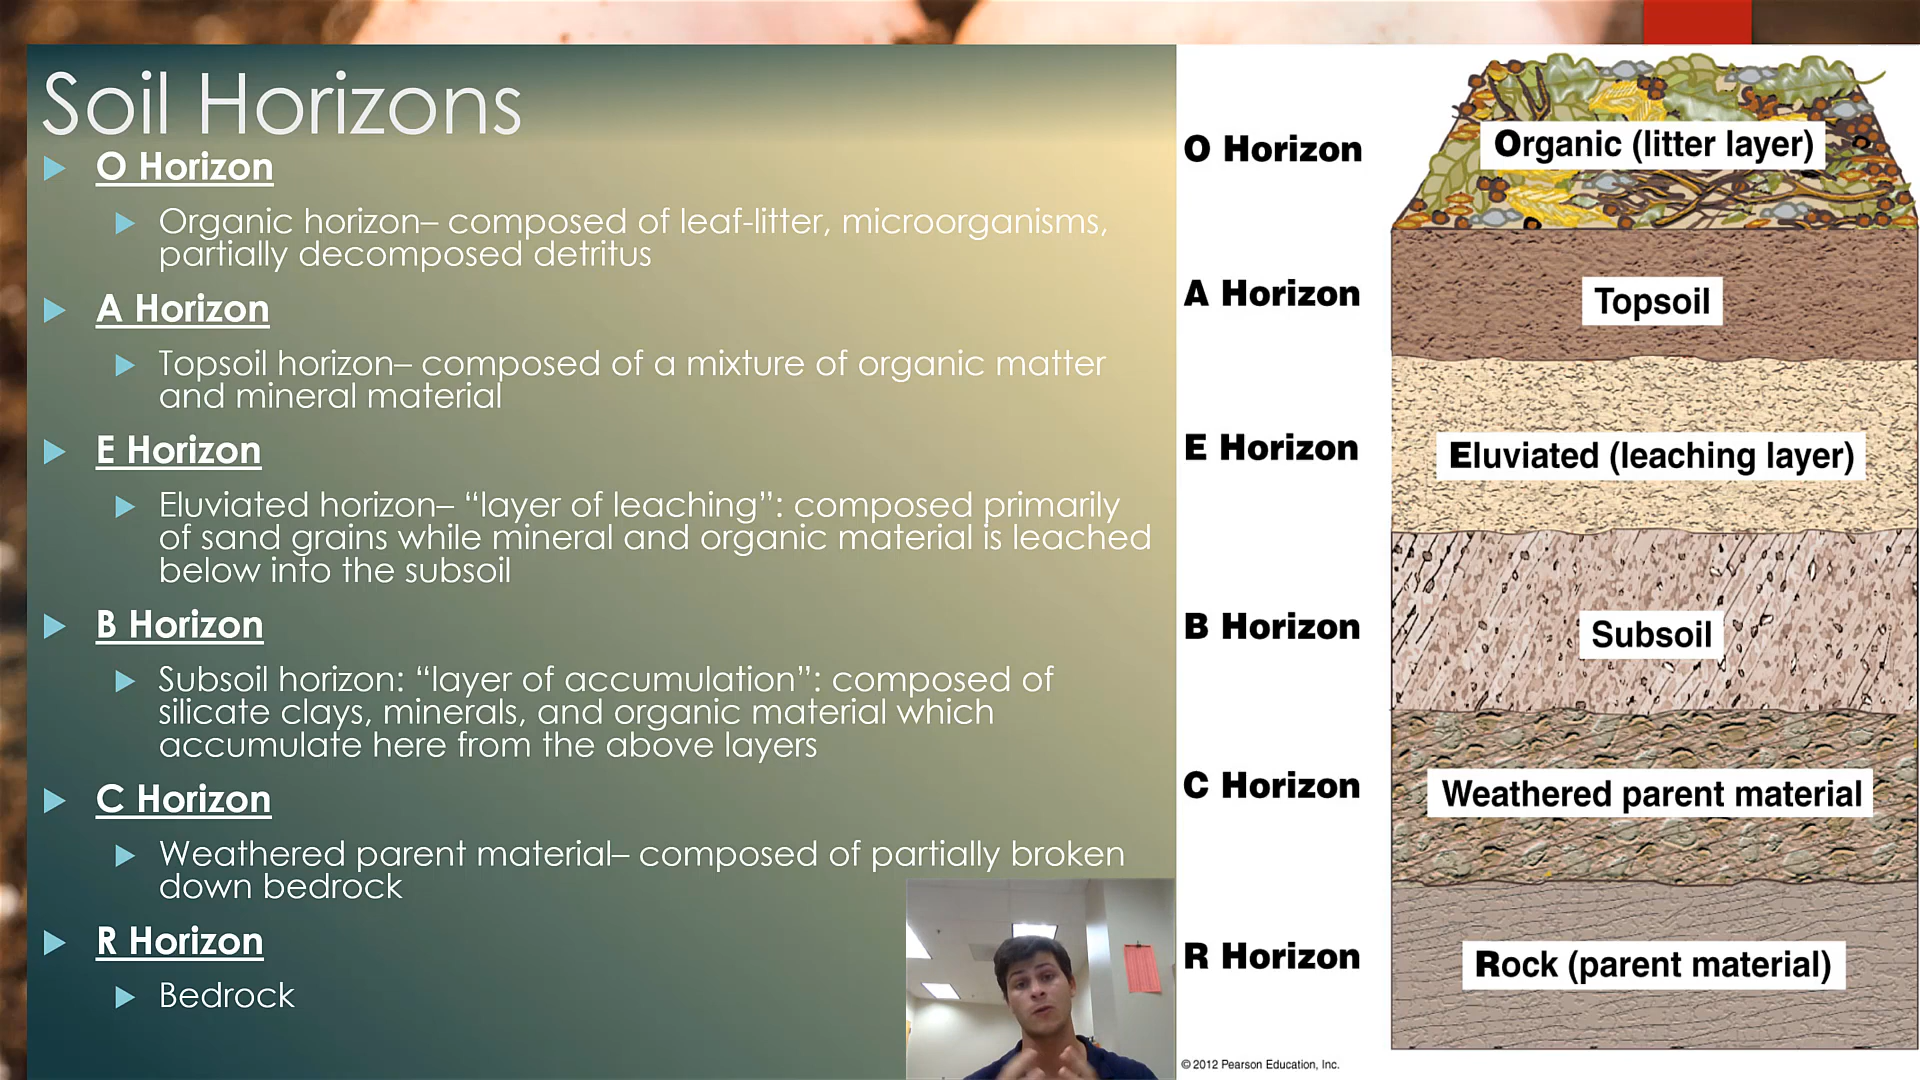 Soil Horizons
O Horizon
Organic horizon– composed of leaf-litter, microorganisms,
partially decomposed detritus
A Horizon
Topsoil horizon– composed of a mixture of organic matter
and mineral material
E Horizon
Eluviated horizon– “layer of leaching”: composed primarily
of sand grains while mineral and organic material is leached
below into the subsoil
B Horizon
Subsoil horizon: “layer of accumulation”: composed of
silicate clays, minerals, and organic material which
accumulate here from the above layers
C Horizon
Weathered parent material– composed of partially broken
down bedrock
R Horizon
Bedrock
O Horizon
Organic (litter layer)
A Horizon
Topsoil
E Horizon
Eluviated (leaching layer)
B Horizon
Subsoil
C Horizon
Weathered parent material
R Horizon
Rock (parent material)
© 2012 Pearson Education, Inc.